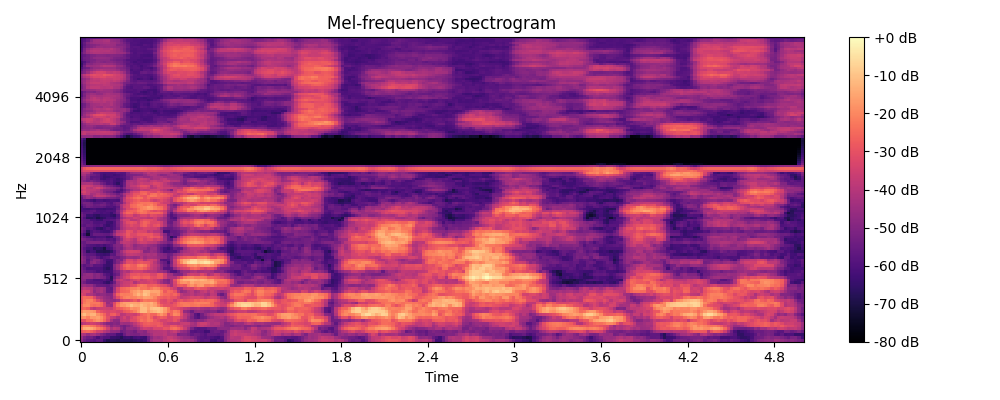 Mel-frequency spectrogram
+0 dB
-10 dB
-20 dB
-30 dB
-40 dB
-50 dB
-60 dB
-70 dB
-80 dB
4096
2048
1024
512
0
Hz
0 0.6 1.2 1.8 2.4 3 3.6 4.2 4.8
Time